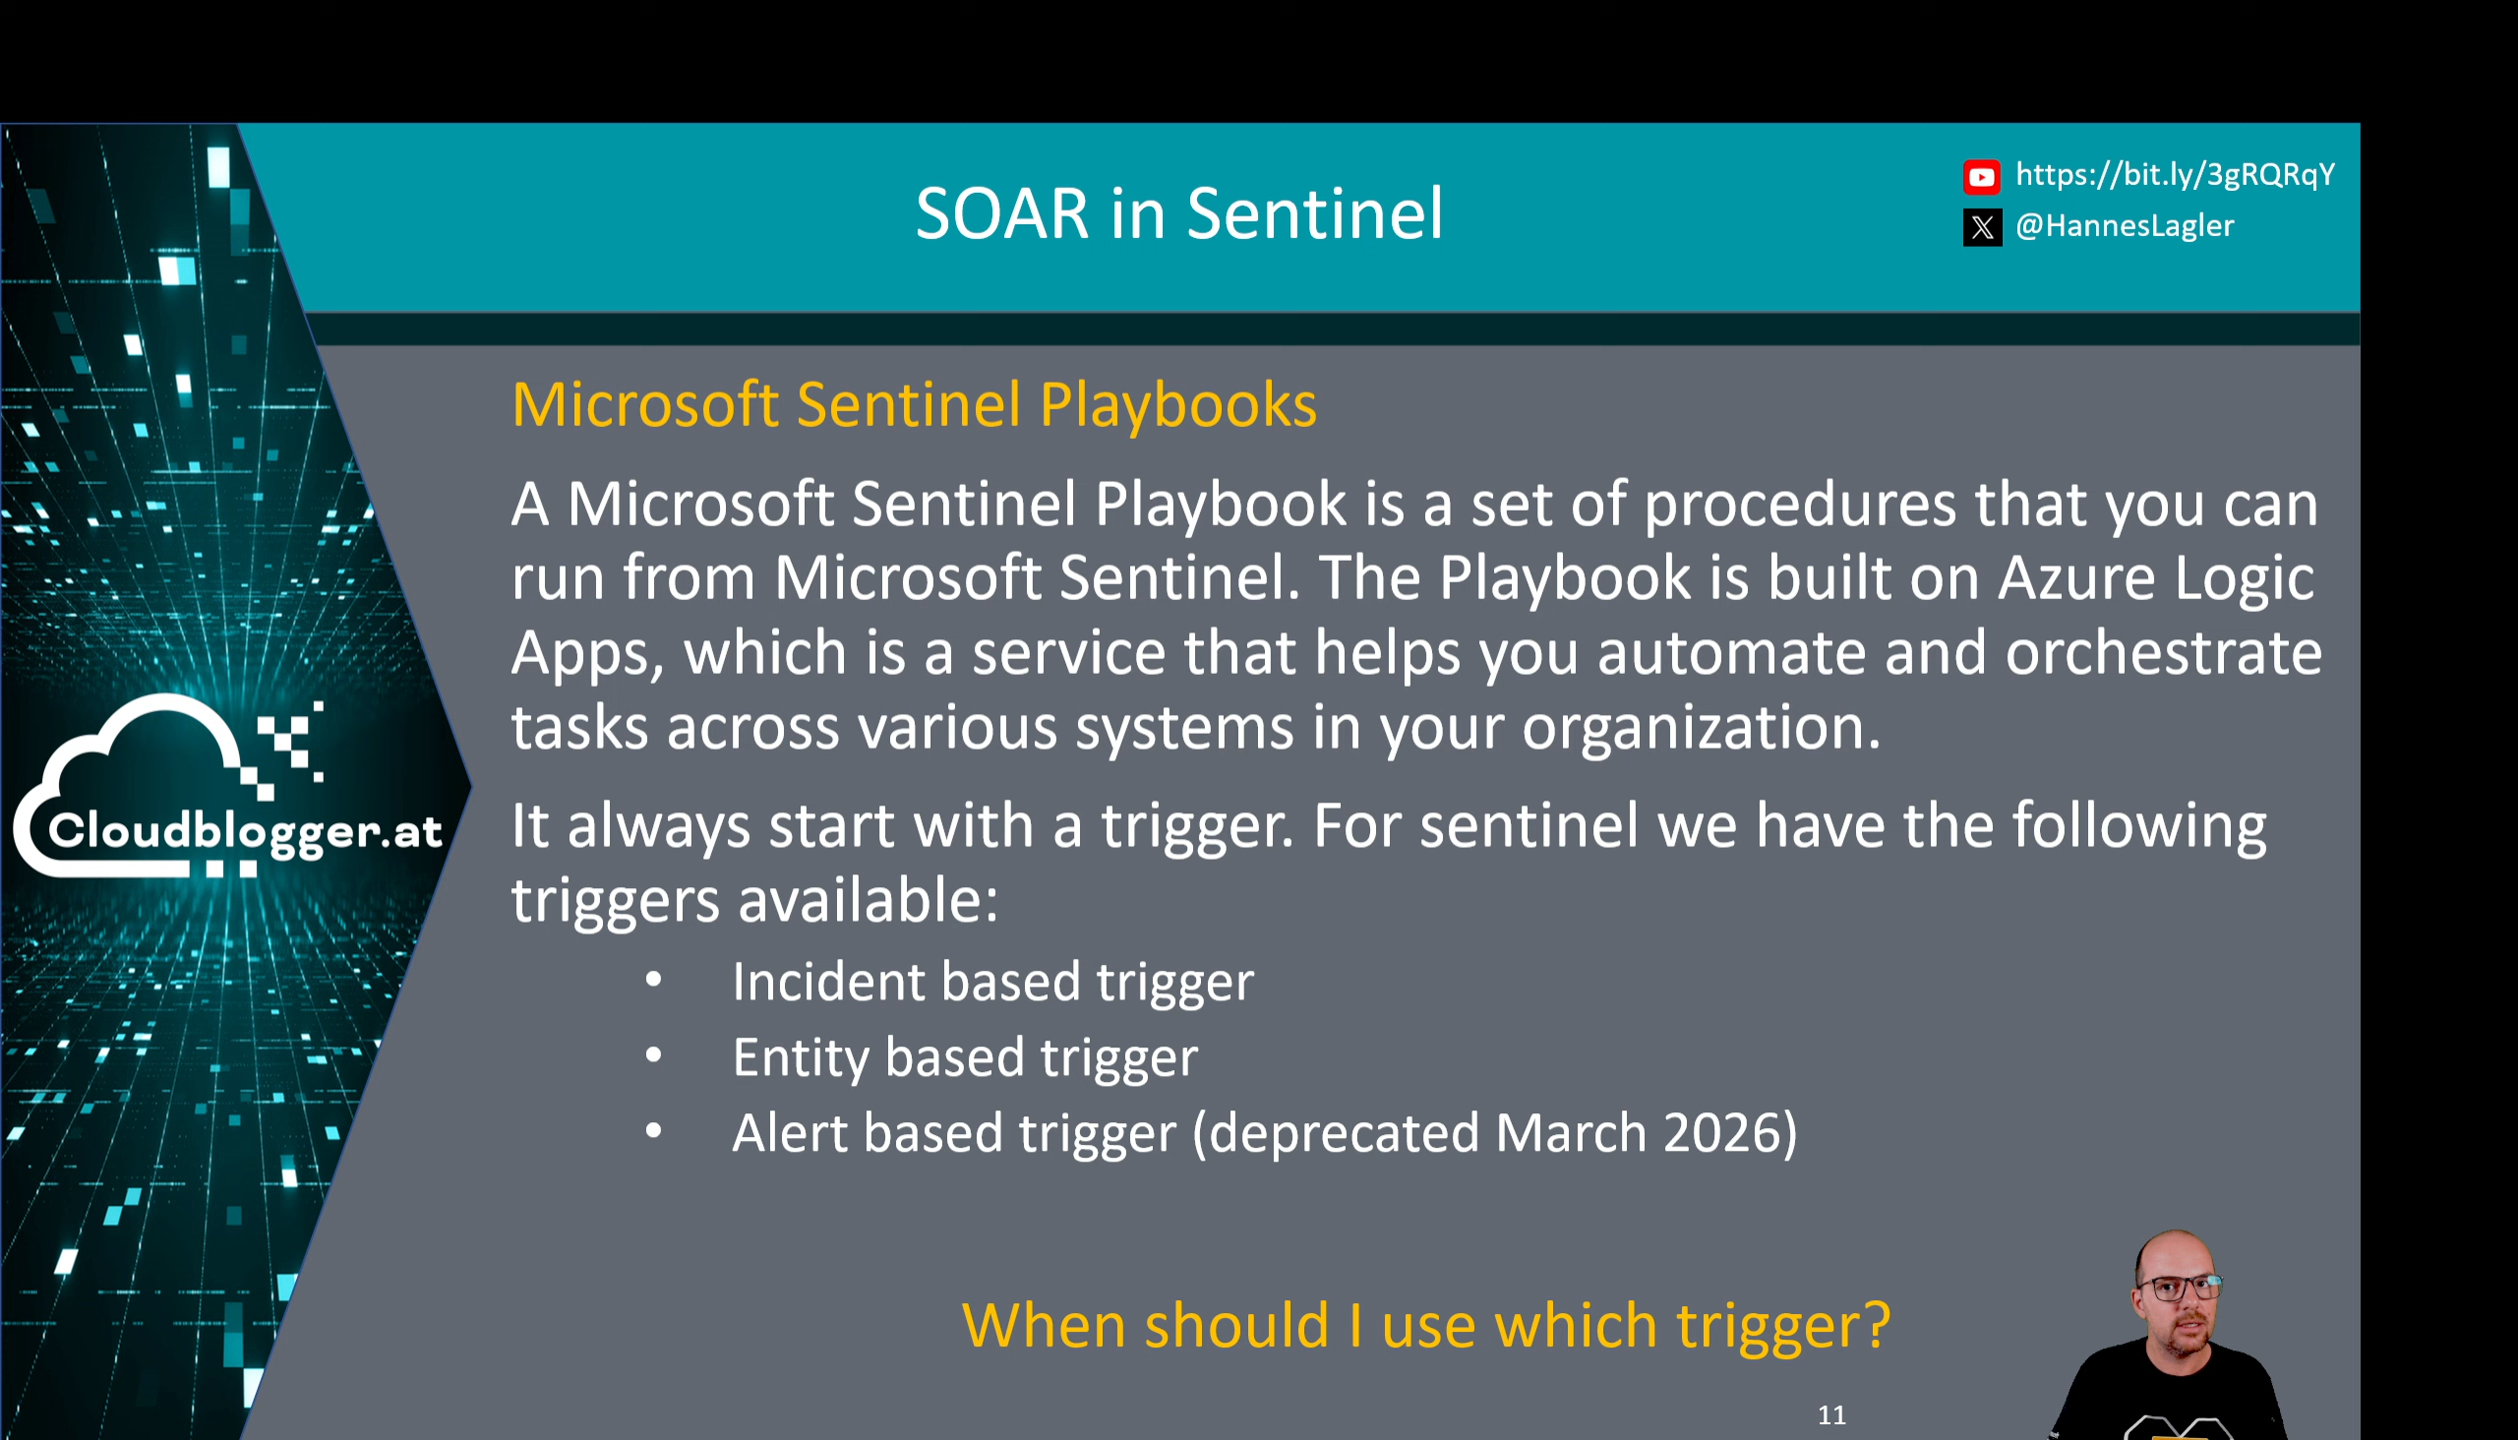 SOAR in Sentinel
https://bit.ly/3gRQRqY
@HannesLagler
Microsoft Sentinel Playbooks
A Microsoft Sentinel Playbook is a set of procedures that you can
run from Microsoft Sentinel. The Playbook is built on Azure Logic
Apps, which is a service that helps you automate and orchestrate
tasks across various systems in your organization.
It always start with a trigger. For sentinel we have the following
triggers available:
• Incident based trigger
• Entity based trigger
• Alert based trigger (deprecated March 2026)
Cloudblogger.at
When should I use which trigger?
11